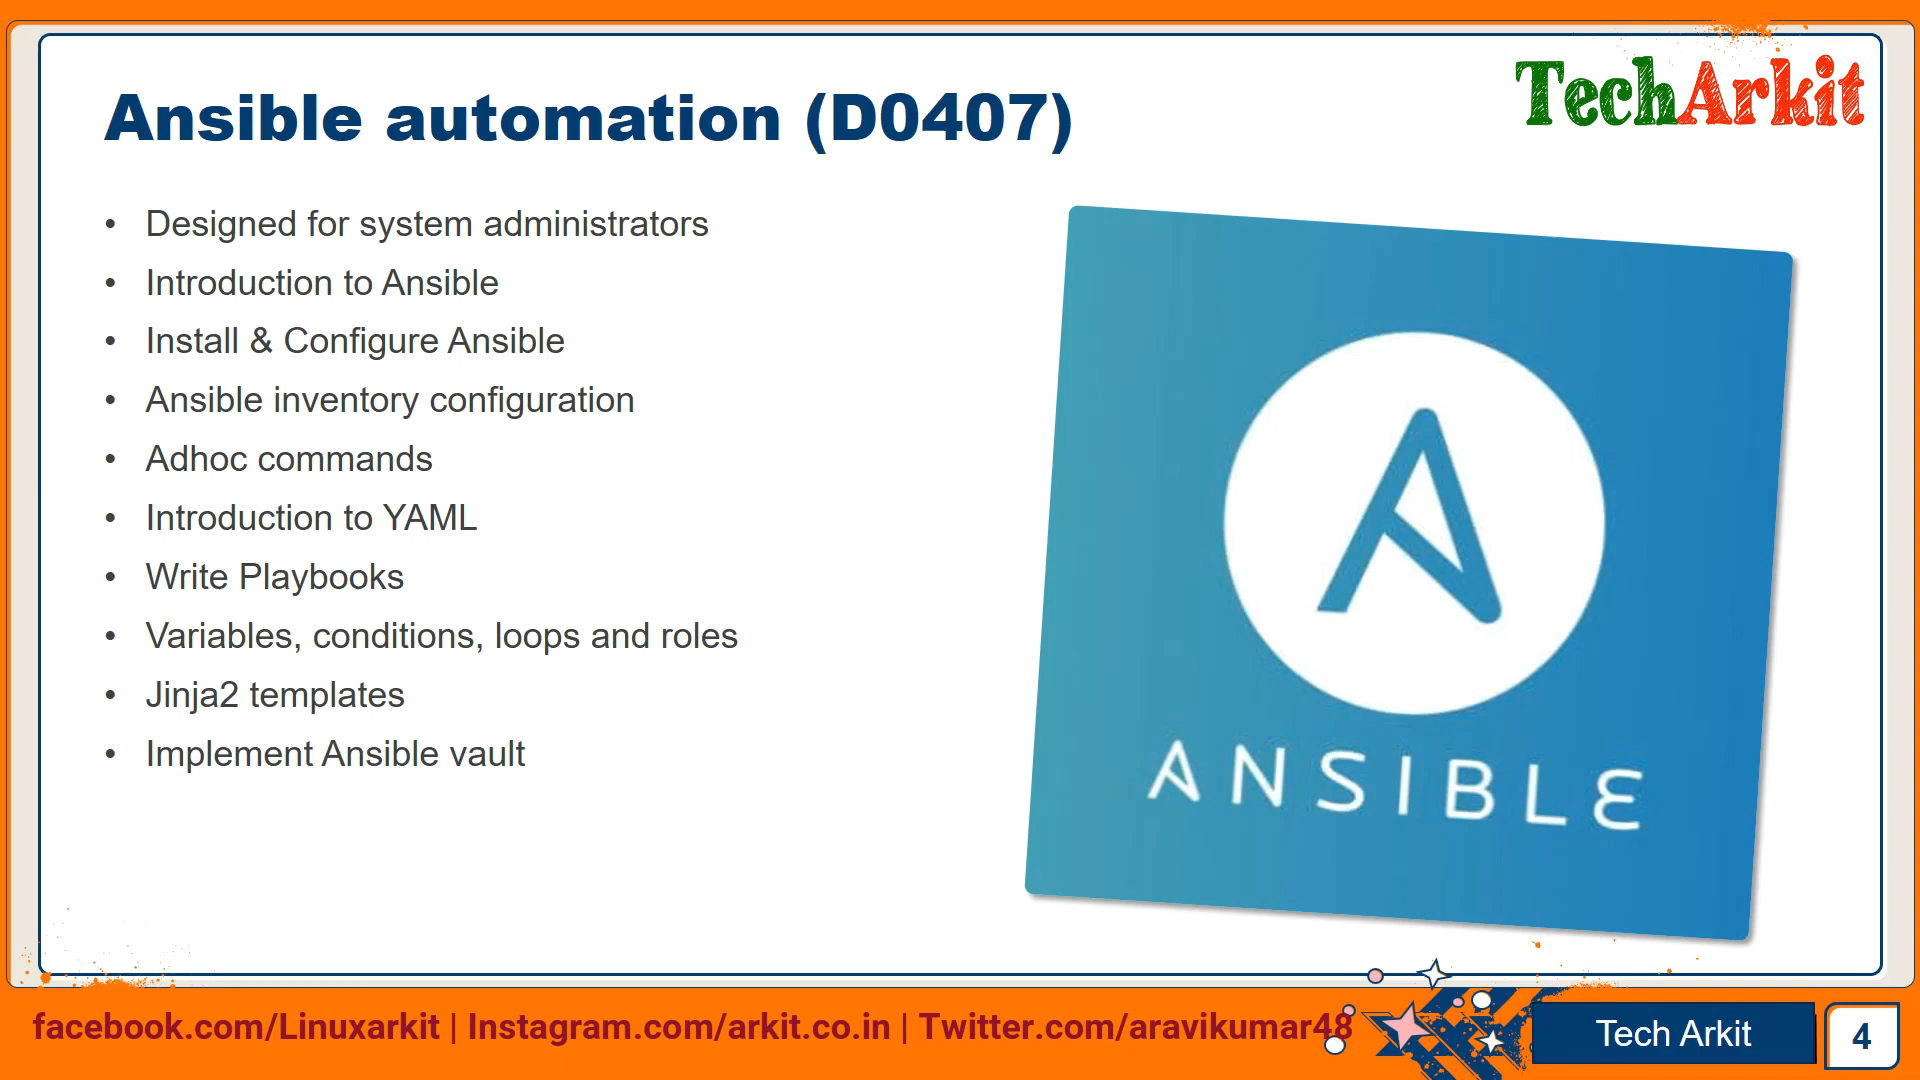 Ansible automation (D0407)
TechArkit
• Designed for system administrators
• Introduction to Ansible
• Install & Configure Ansible
• Ansible inventory configuration
• Adhoc commands
• Introduction to YAML
• Write Playbooks
• Variables, conditions, loops and roles
• Jinja2 templates
• Implement Ansible vault
ANSIBLE
facebook.com/Linuxarkit | Instagram.com/arkit.co.in | Twitter.com/aravikumar48
Tech Arkit
4